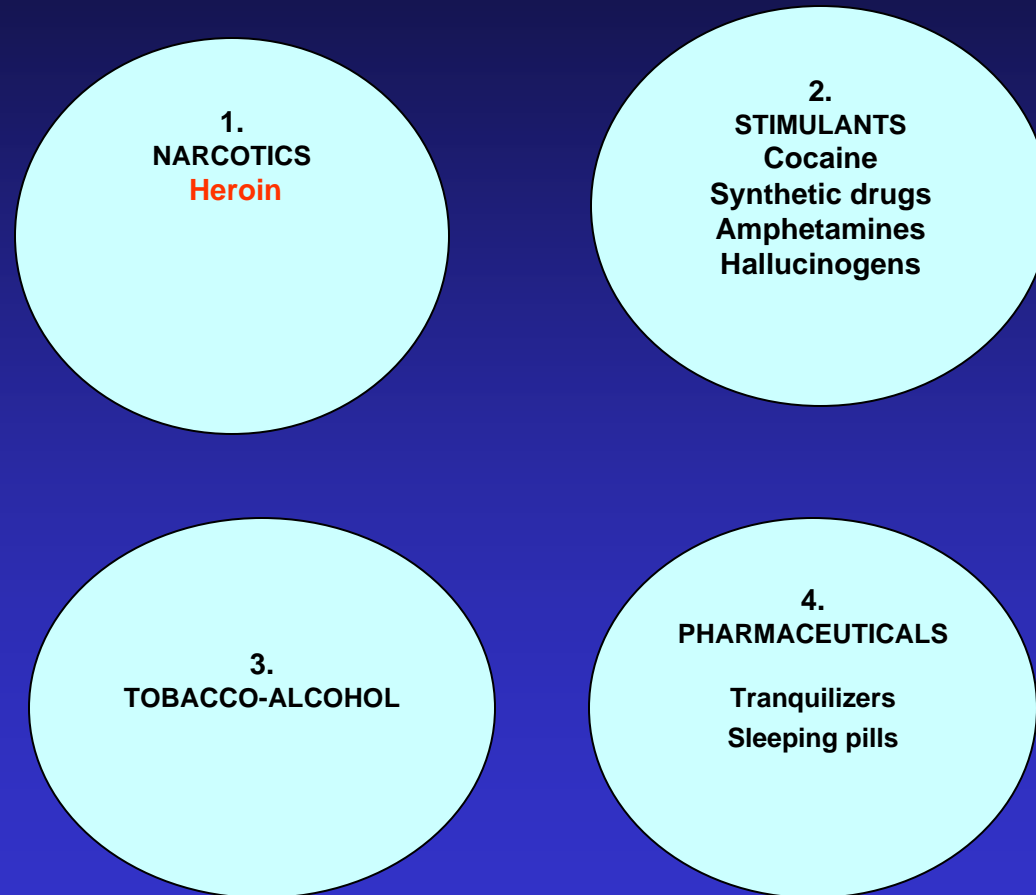 1.
NARCOTICS
Heroin
2.
STIMULANTS
Cocaine
Synthetic drugs
Amphetamines
Hallucinogens
3.
TOBACCO-ALCOHOL
4.
PHARMACEUTICALS
Tranquilizers
Sleeping pills